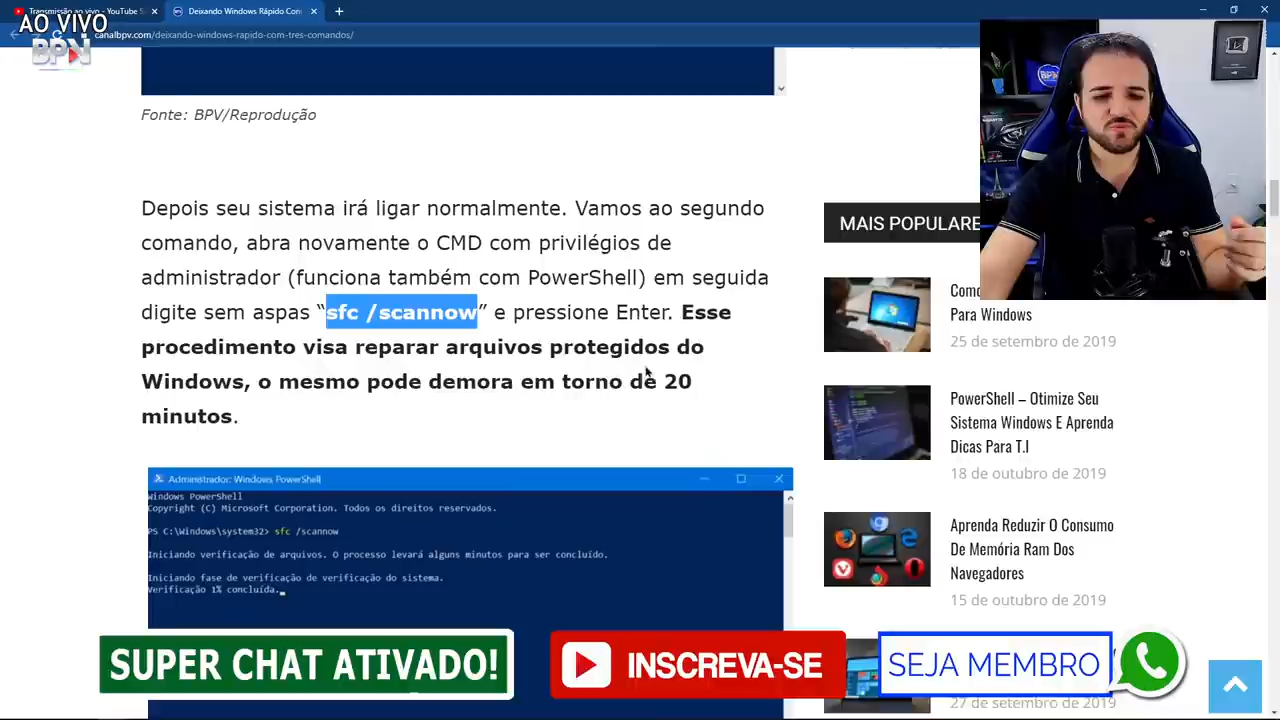 Transmissão ao vivo - YouTube S
Deixando Windows Rápido Com
AO VIVO
canalbpv.com/deixando-windows-rapido-com-tres-comandos/
Fonte: BPV/Reprodução
Depois seu sistema irá ligar normalmente. Vamos ao segundo
comando, abra novamente o CMD com privilégios de
administrador (funciona também com PowerShell) em seguida
digite sem aspas “sfc /scannow” e pressione Enter. Esse
procedimento visa reparar arquivos protegidos do
Windows, o mesmo pode demora em torno de 20
minutos.
Administrador: Windows PowerShell
Windows PowerShell
Copyright (C) Microsoft Corporation. Todos os direitos reservados.
PS C:\Windows\system32> sfc /scannow
Iniciando verificação de arquivos. O processo levará alguns minutos para ser concluído.
Iniciando fase de verificação de verificação do sistema.
Verificação 1% concluída.
MAIS POPULARE
Como
Para Windows
25 de setembro de 2019
PowerShell – Otimize Seu
Sistema Windows E Aprenda
Dicas Para T.I
18 de outubro de 2019
Aprenda Reduzir O Consumo
De Memória Ram Dos
Navegadores
15 de outubro de 2019
27 de setembro de 2019
SUPER CHAT ATIVADO!
INSCREVA-SE
SEJA MEMBRO